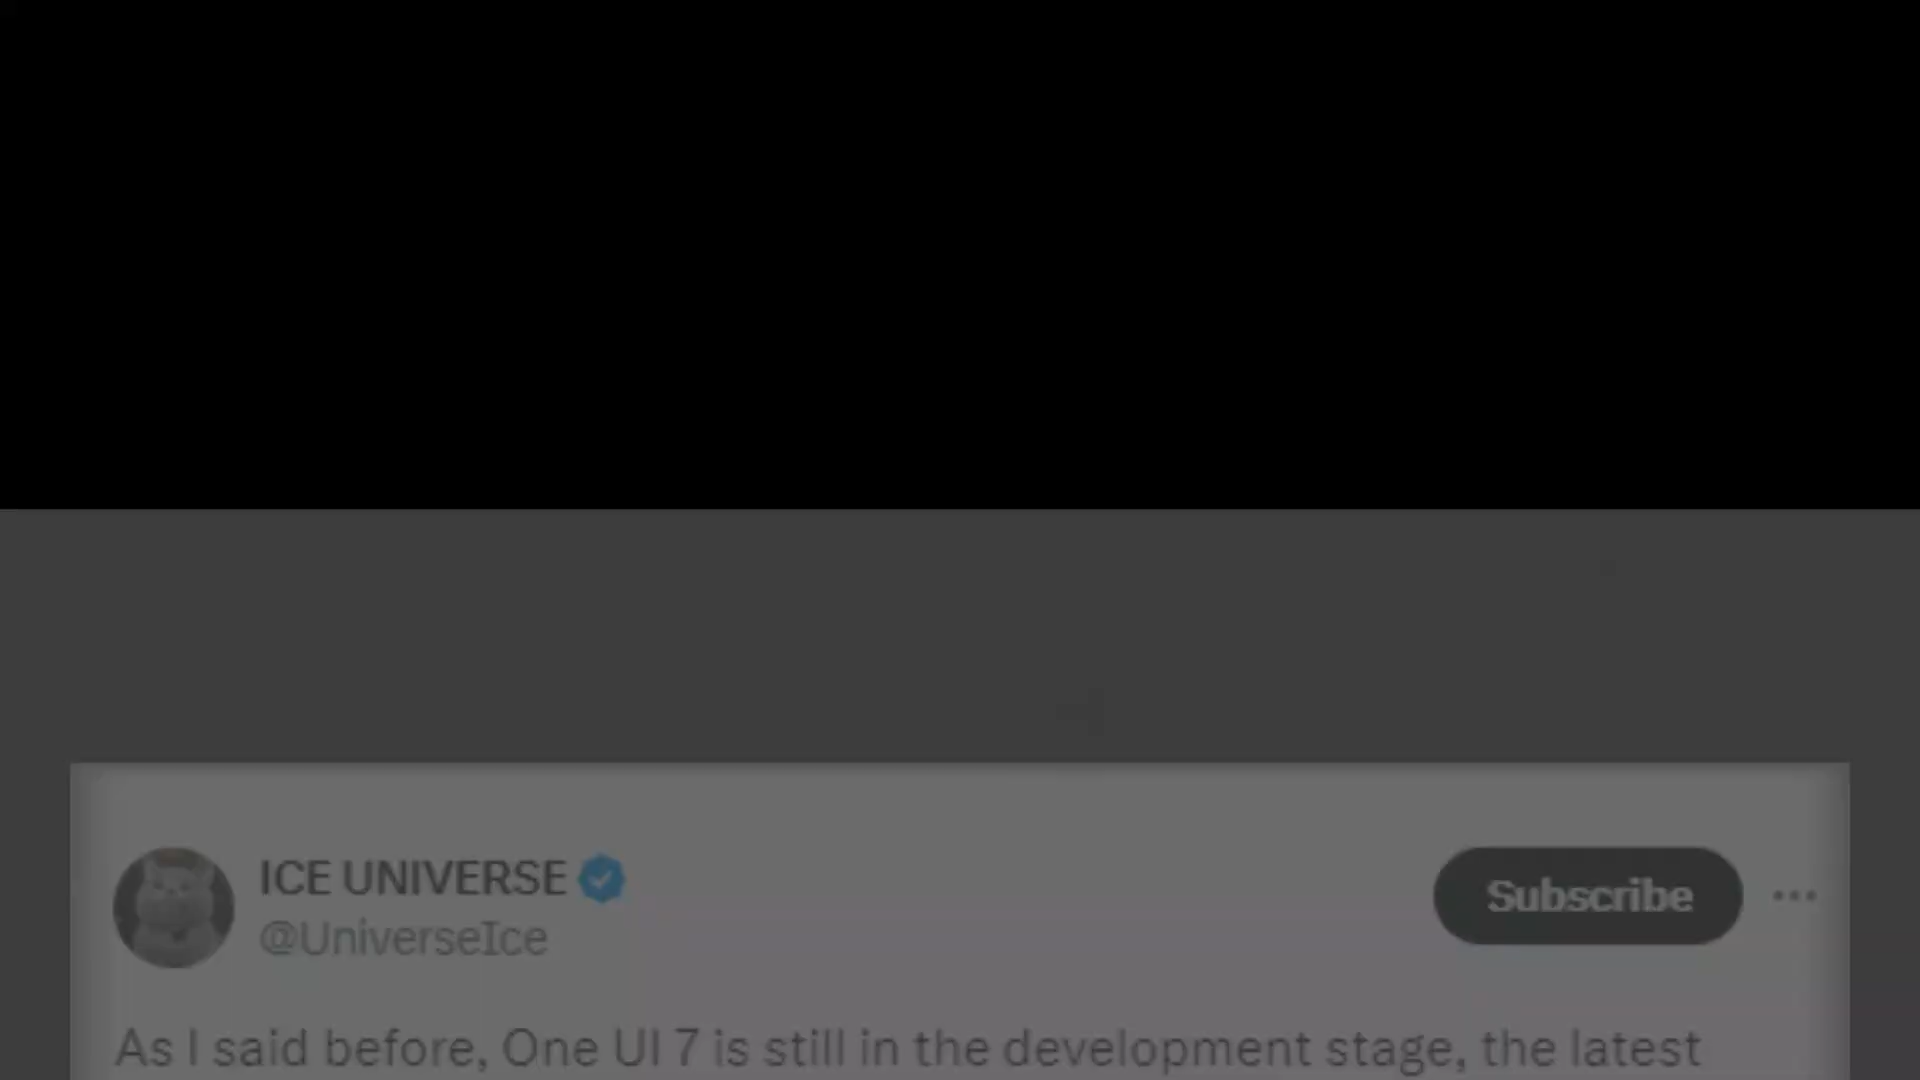 ICE UNIVERSE
@UniverseIce
Subscribe
As I said before, One UI 7 is still in the development stage, the latest